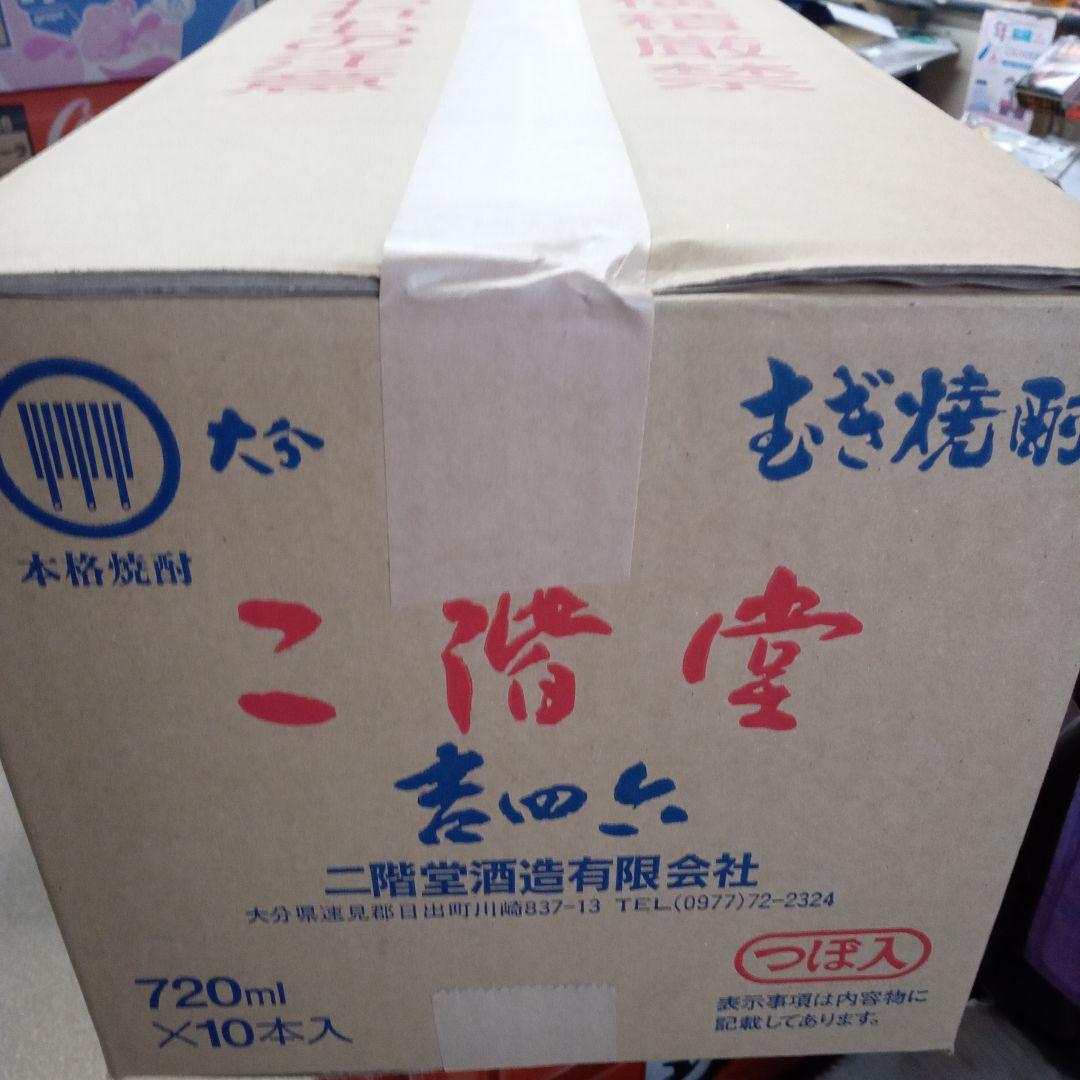 大分
むぎ焼酎
本格焼酎
二階堂
吉四六
二階堂酒造有限会社
大分県速見郡日出町川崎837-13 TEL(0977)72-2324
つぼ入
720ml
×10本入
表示事項は内容物に
記載してあります。